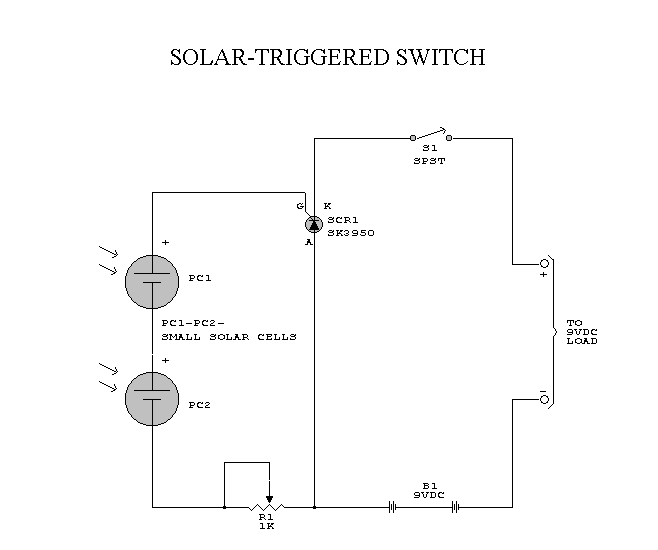 SOLAR-TRIGGERED SWITCH
S1
SPST
G K
SCR1
SK3950
A
+
PC1
+
TO
9VDC
LOAD
PC1-PC2-
SMALL SOLAR CELLS
+
−
PC2
B1
9VDC
R1
1K